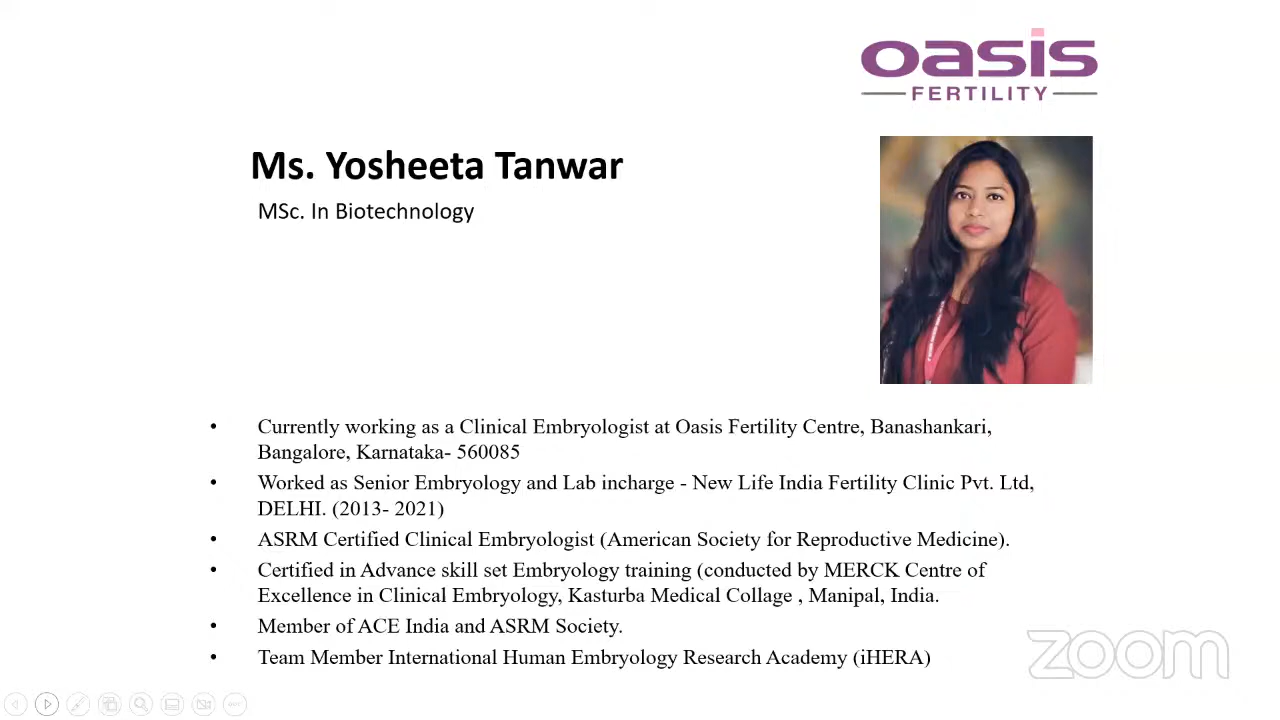 oasis
FERTILITY
Ms. Yosheeta Tanwar
MSc. In Biotechnology
• Currently working as a Clinical Embryologist at Oasis Fertility Centre, Banashankari,
Bangalore, Karnataka- 560085
• Worked as Senior Embryology and Lab incharge - New Life India Fertility Clinic Pvt. Ltd,
DELHI. (2013- 2021)
• ASRM Certified Clinical Embryologist (American Society for Reproductive Medicine).
• Certified in Advance skill set Embryology training (conducted by MERCK Centre of
Excellence in Clinical Embryology, Kasturba Medical Collage , Manipal, India.
• Member of ACE India and ASRM Society.
• Team Member International Human Embryology Research Academy (iHERA)
zoom